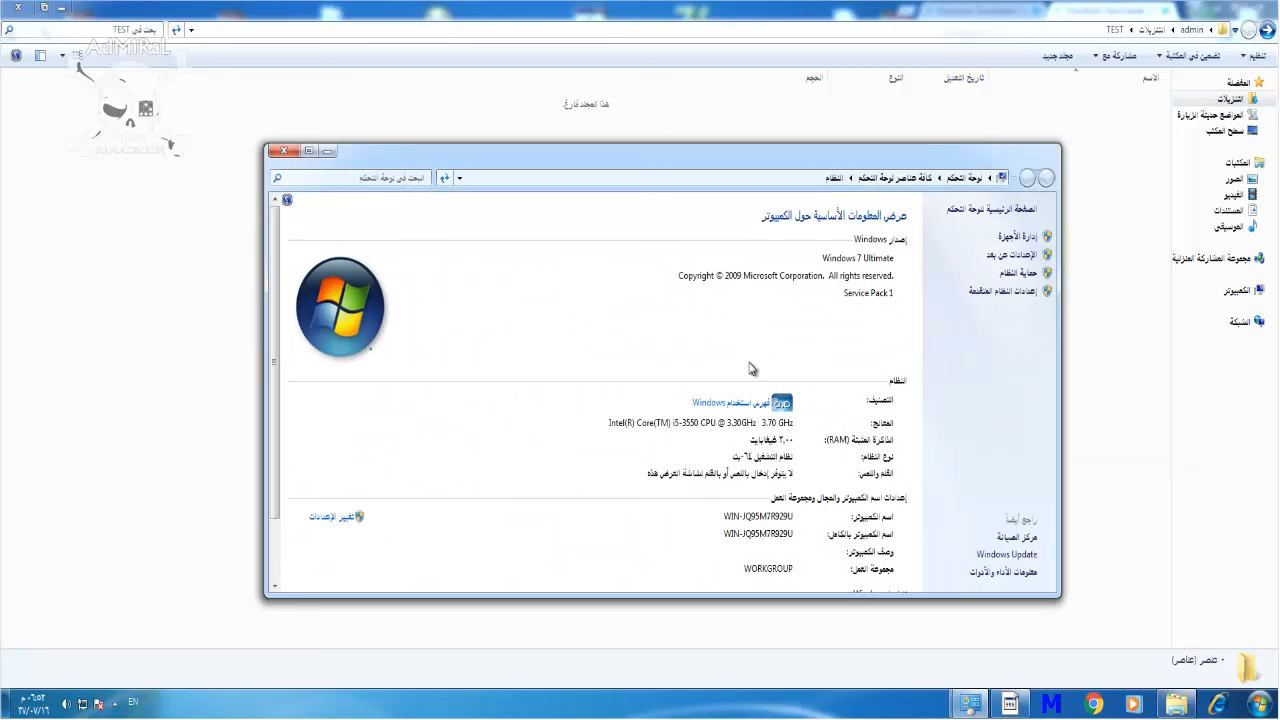 TEST
التنزيلات
admin
بحث في TEST
تنظيم
تضمين في المكتبة
مشاركة مع
مجلد جديد
الاسم
تاريخ التعديل
النوع
الحجم
هذا المجلد فارغ.
AdMiRaL
المفضلة
التنزيلات
المواضع حديثة الزيارة
سطح المكتب
المكتبات
الصور
الفيديو
المستندات
الموسيقى
مجموعة المشاركة المنزلية
الكمبيوتر
الشبكة
لوحة التحكم
كافة عناصر لوحة التحكم
النظام
البحث في لوحة التحكم
الصفحة الرئيسية للوحة التحكم
إدارة الأجهزة
الإعدادات عن بعد
حماية النظام
إعدادات النظام المتقدمة
عرض المعلومات الأساسية حول الكمبيوتر
إصدار Windows
Windows 7 Ultimate
Copyright © 2009 Microsoft Corporation. All rights reserved.
Service Pack 1
النظام
التصنيف:
فهرس استخدام Windows
المعالج:
Intel(R) Core(TM) i5-3550 CPU @ 3.30GHz 3.70 GHz
الذاكرة المثبتة (RAM):
٢,٠٠ غيغابايت
نوع النظام:
نظام التشغيل ٦٤-بت
القلم واللمس:
لا يتوفر إدخال باللمس أو بالقلم لشاشة العرض هذه
إعدادات اسم الكمبيوتر والمجال ومجموعة العمل
اسم الكمبيوتر:
WIN-JQ95M7R929U
تغيير الإعدادات
اسم الكمبيوتر بالكامل:
WIN-JQ95M7R929U
وصف الكمبيوتر:
مجموعة العمل:
WORKGROUP
راجع أيضاً
مركز الصيانة
Windows Update
معلومات الأداء والأدوات
٠ عنصر (عناصر)
EN
٠٦:٥٢ م